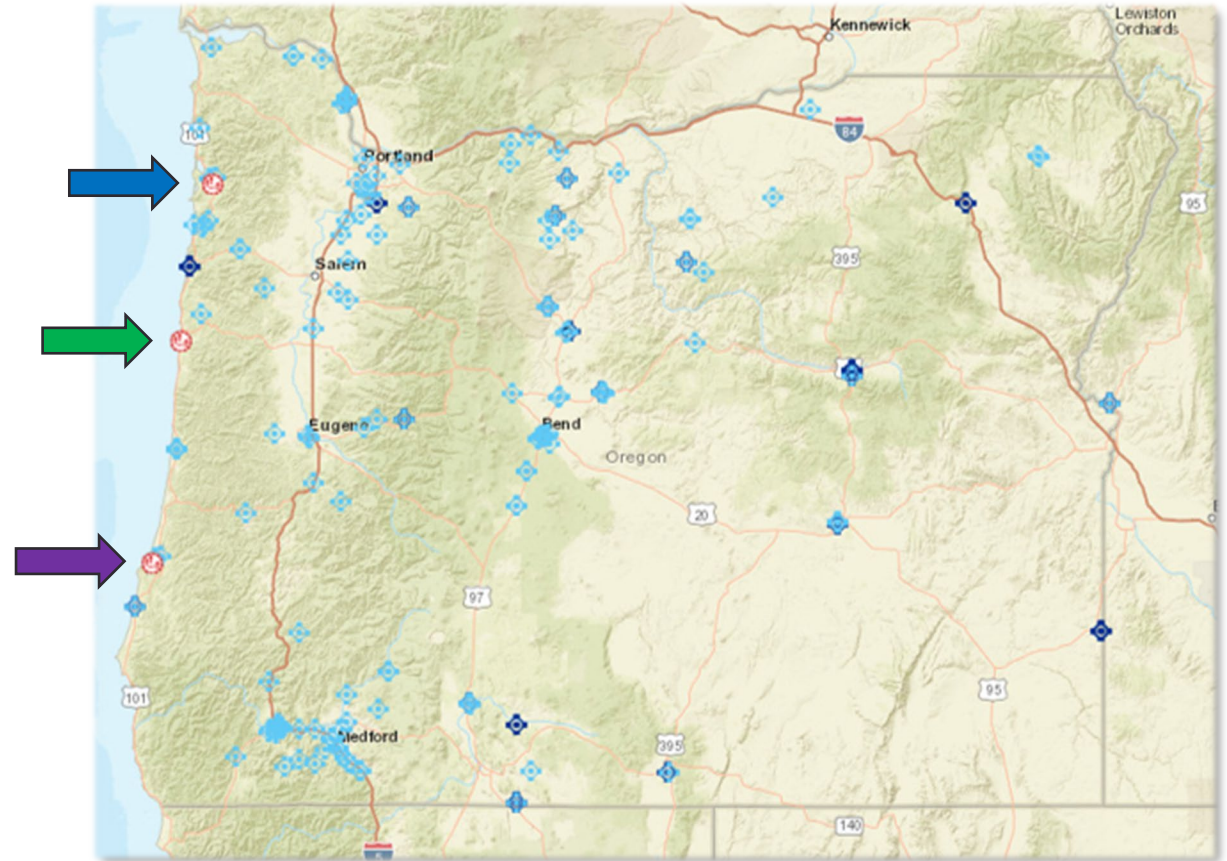 Lewiston
Orchards
Kennewick
101
84
Portland
95
395
Salem
Eugene
Bend
Oregon
20
97
101
95
Medford
395
140
5